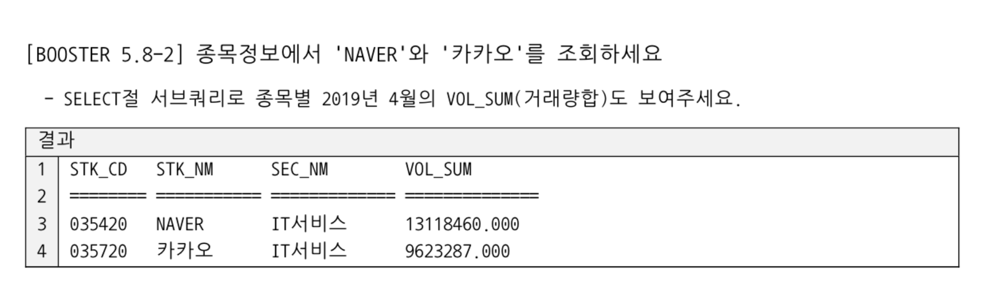 [BOOSTER 5.8-2] 종목정보에서 'NAVER'와 '카카오'를 조회하세요
- SELECT절 서브쿼리로 종목별 2019년 4월의 VOL_SUM(거래량합)도 보여주세요.
결과
1 STK_CD STK_NM SEC_NM VOL_SUM
2 ======== =========== ============= ==============
3 035420 NAVER IT서비스 13118460.000
4 035720 카카오 IT서비스 9623287.000